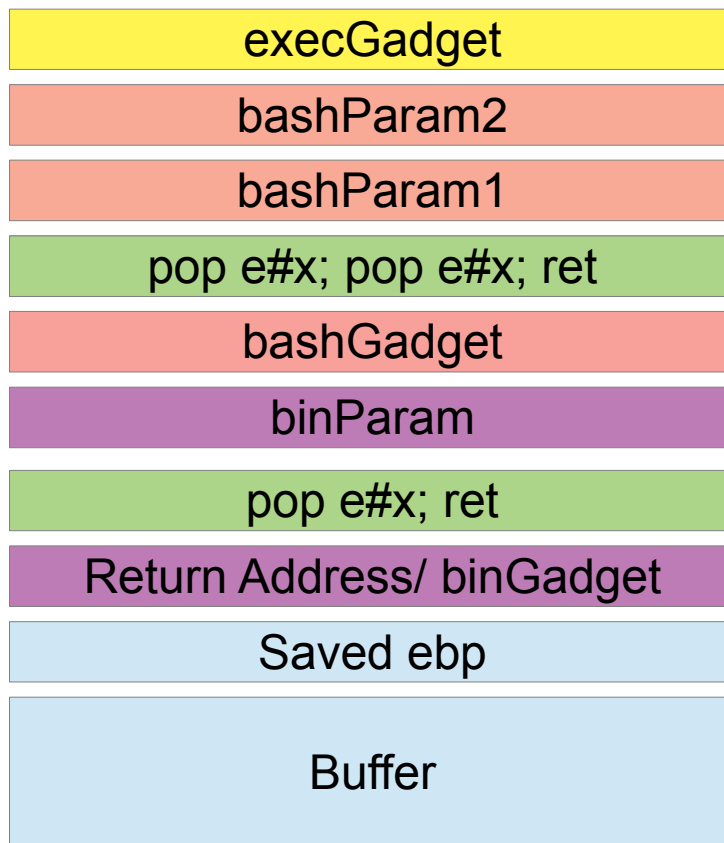 execGadget
bashParam2
bashParam1
pop e#x; pop e#x; ret
bashGadget
binParam
pop e#x; ret
Return Address/ binGadget
Saved ebp
Buffer